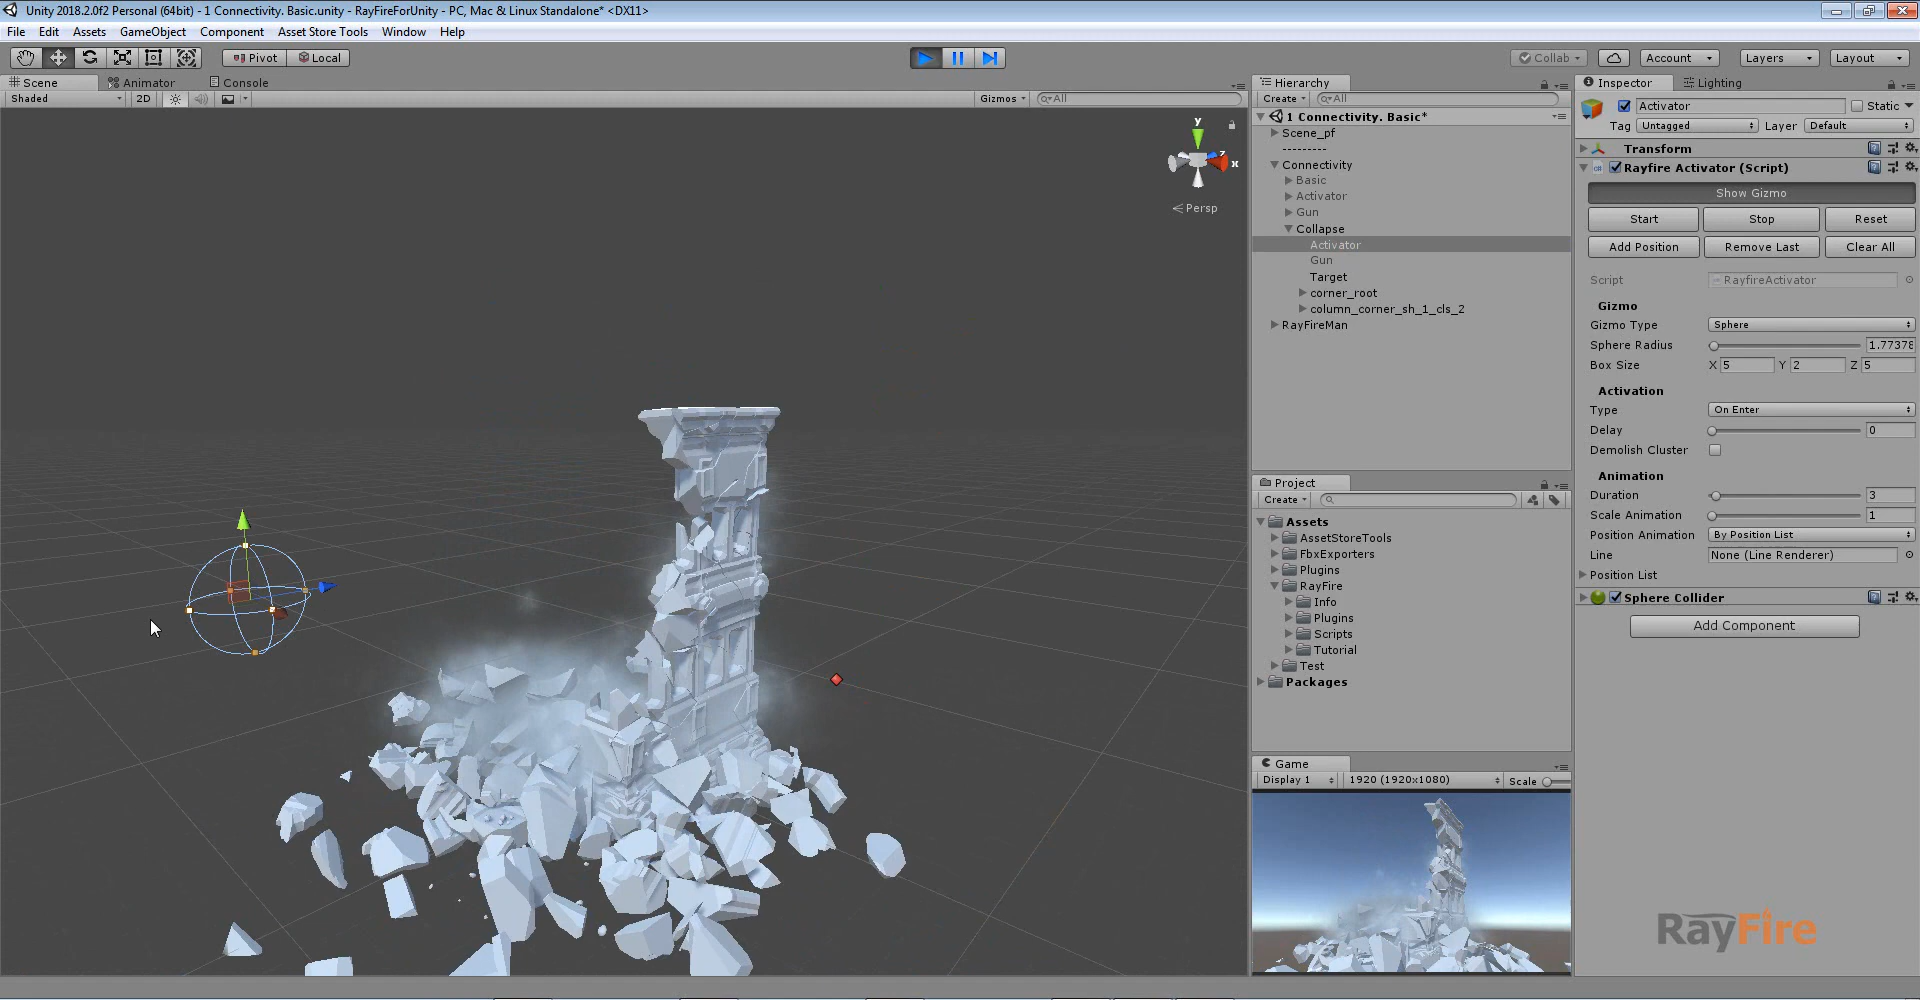 Unity 2018.2.0f2 Personal (64bit) - 1 Connectivity. Basic.unity - RayFireForUnity - PC, Mac & Linux Standalone* <DX11>
File Edit Assets GameObject Component Asset Store Tools Window Help
Pivot Local Collab Account Layers Layout
Scene Animator Console
Shaded 2D Gizmos All
y
z
x
Persp
Hierarchy
Create All
1 Connectivity. Basic*
Scene_pf
---------
Connectivity
Basic
Activator
Gun
Collapse
Activator
Gun
Target
corner_root
column_corner_sh_1_cls_2
RayFireMan
Project
Create
Assets
AssetStoreTools
FbxExporters
Plugins
RayFire
Info
Plugins
Scripts
Tutorial
Test
Packages
Game
Display 1 1920 (1920x1080) Scale
Inspector Lighting
Activator Static
Tag Untagged Layer Default
Transform
Rayfire Activator (Script)
Show Gizmo
Start Stop Reset
Add Position Remove Last Clear All
Script RayfireActivator
Gizmo
Gizmo Type Sphere
Sphere Radius 1.77378
Box Size X 5 Y 2 Z 5
Activation
Type On Enter
Delay 0
Demolish Cluster
Animation
Duration 3
Scale Animation 1
Position Animation By Position List
Line None (Line Renderer)
Position List
Sphere Collider
Add Component
RayFire